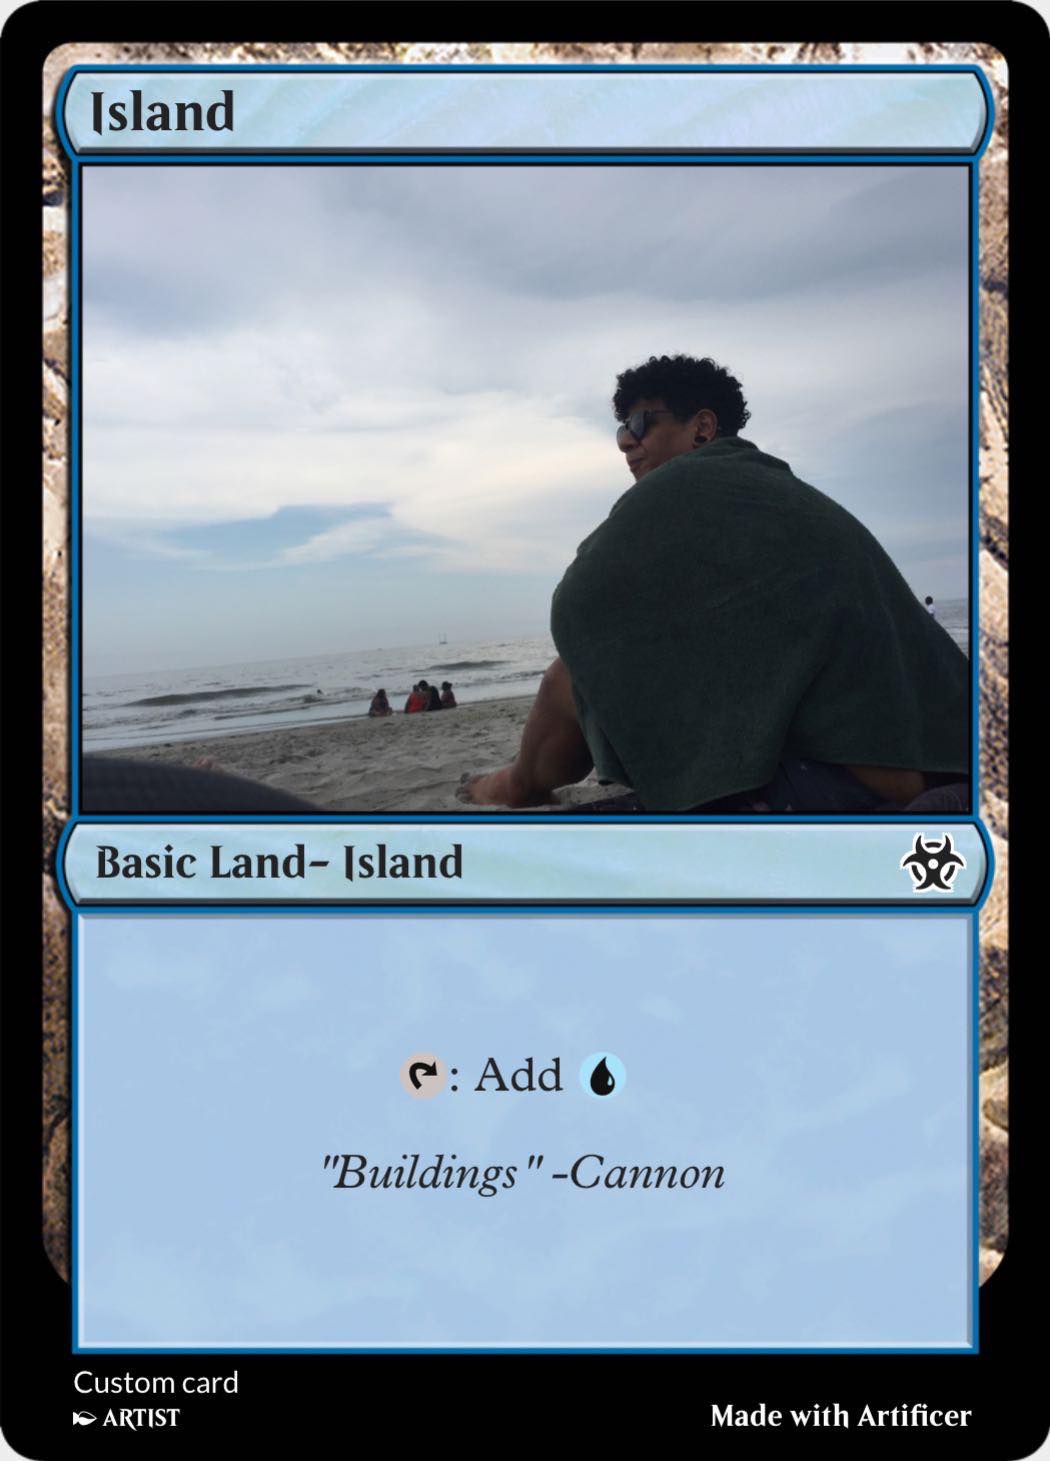 Island
Basic Land- Island
: Add
"Buildings" -Cannon
Custom card
ARTIST
Made with Artificer